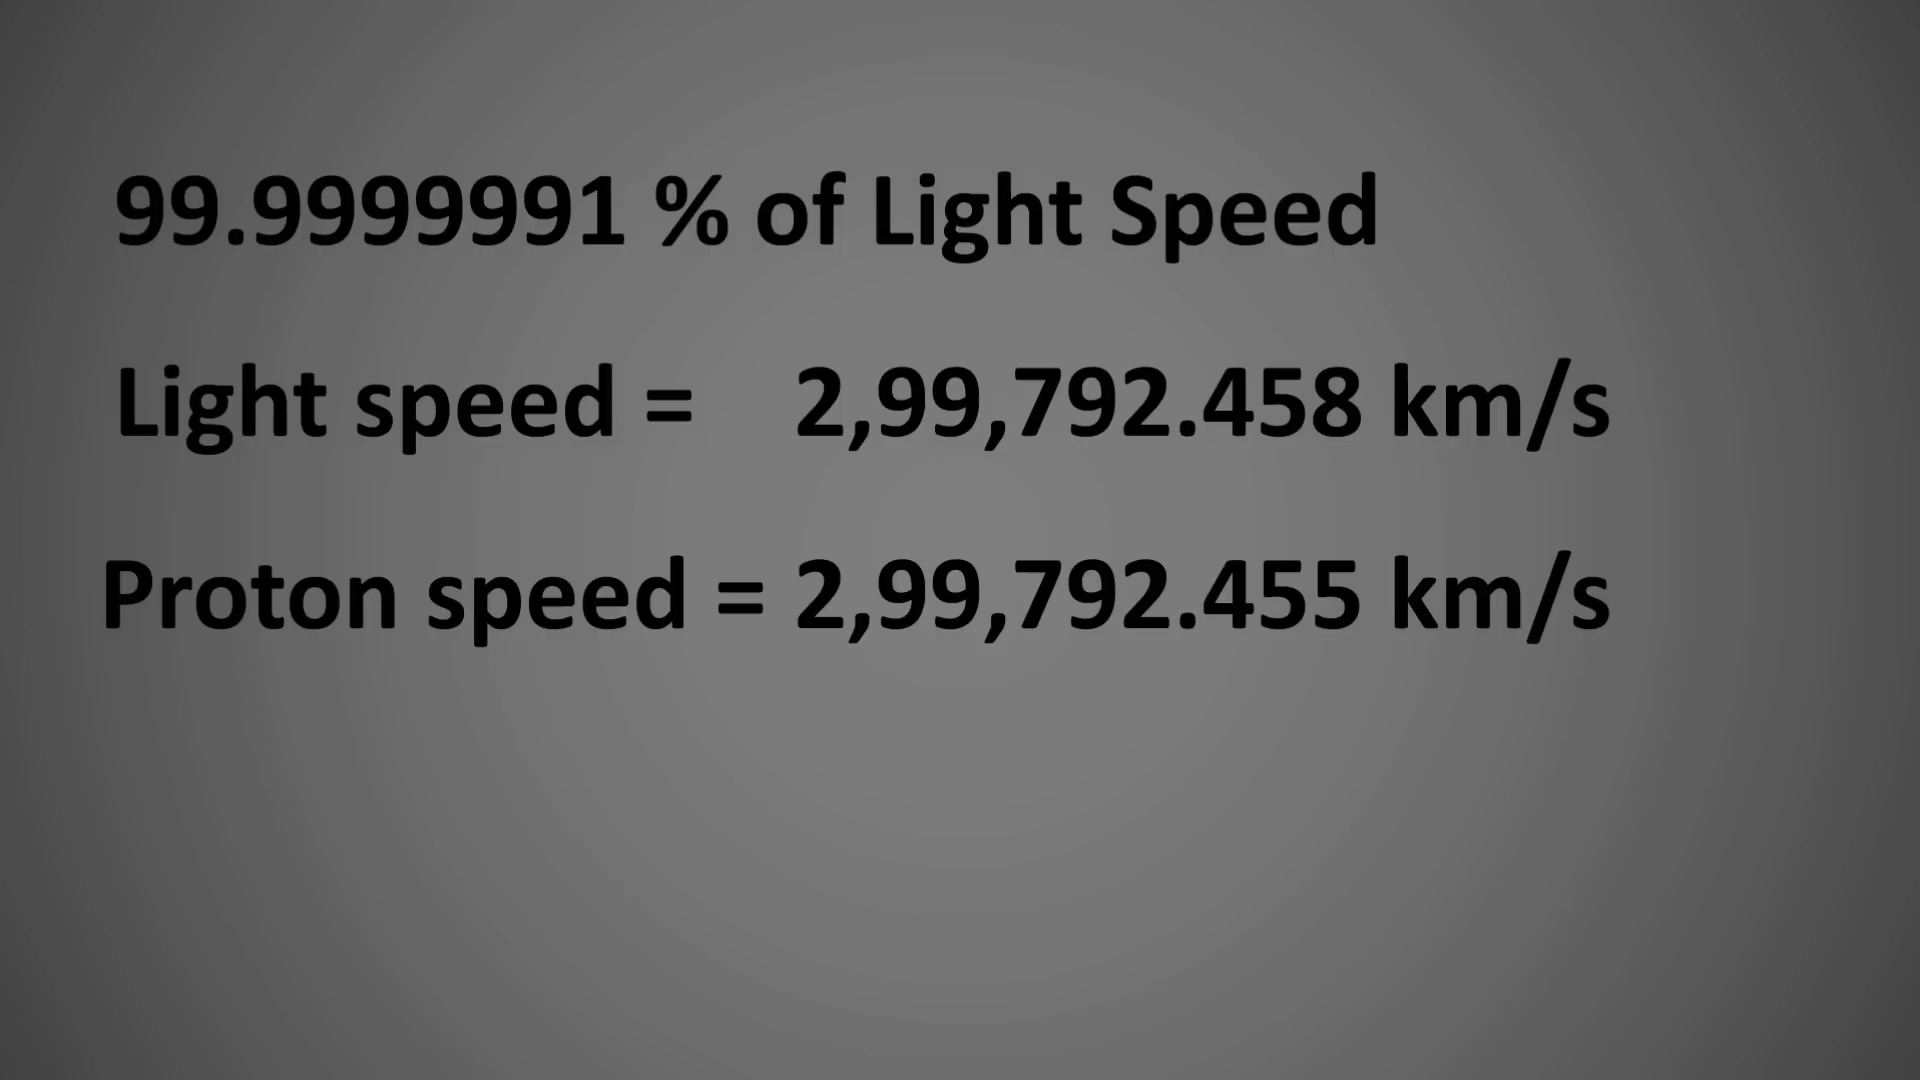 99.9999991 % of Light Speed
Light speed = 2,99,792.458 km/s
Proton speed = 2,99,792.455 km/s